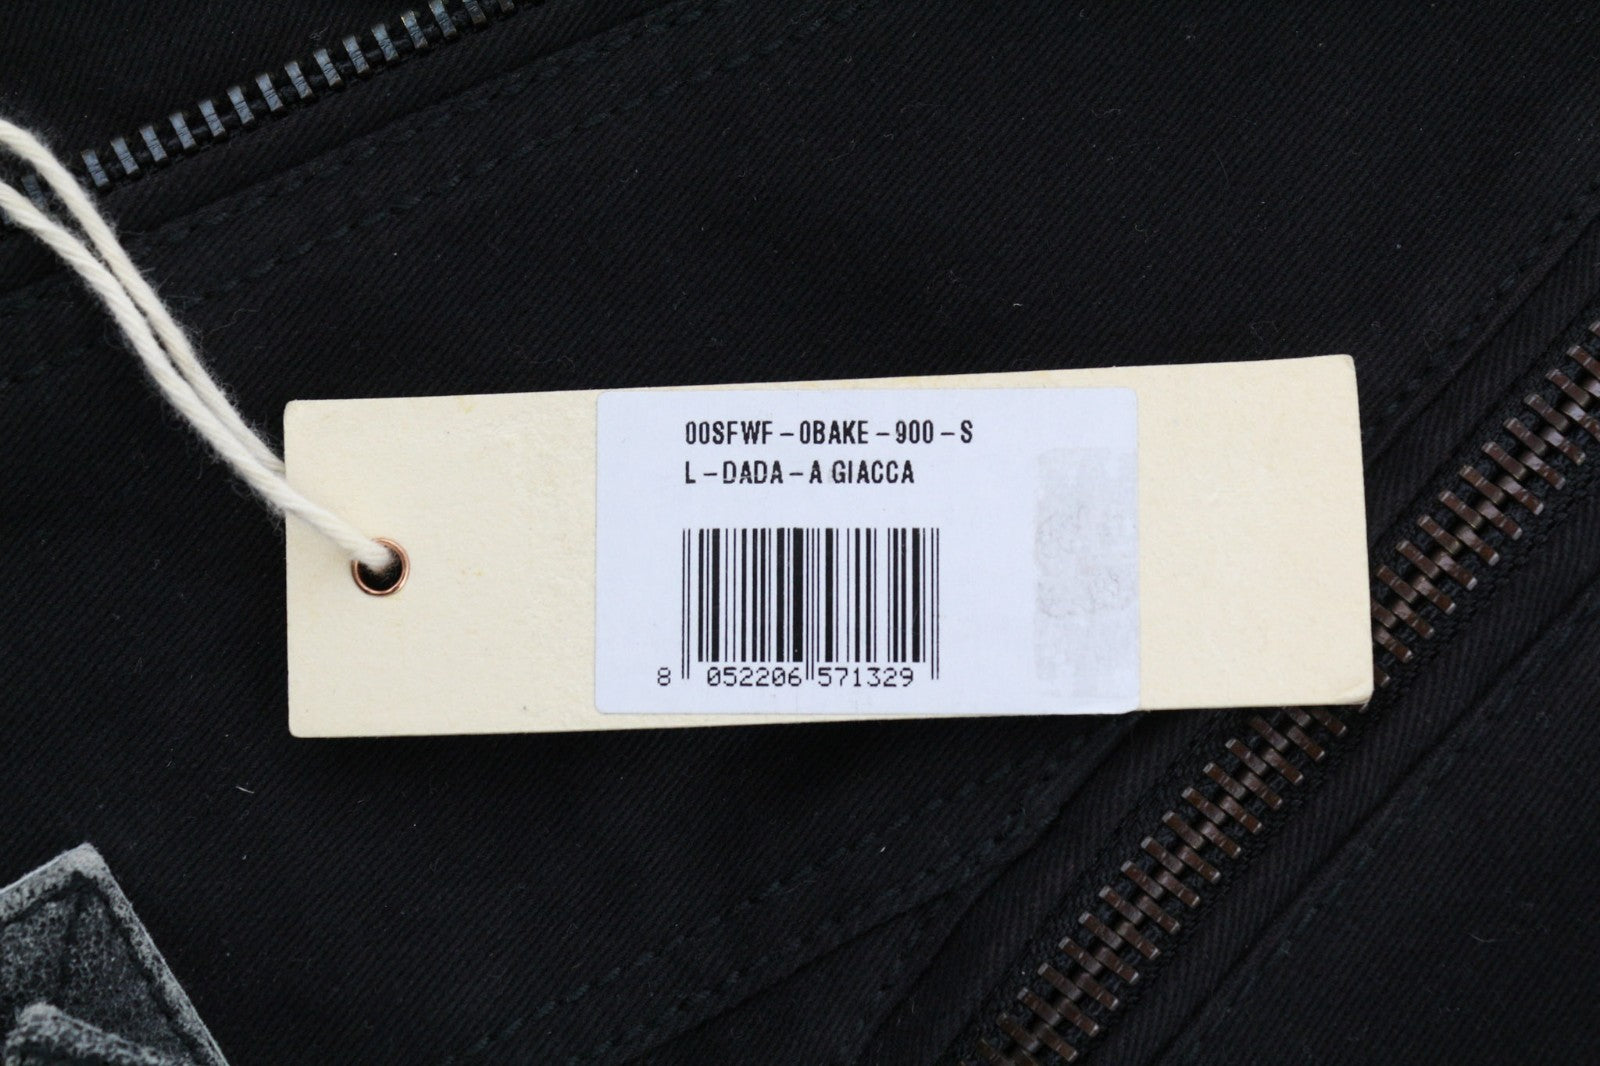 00SFWF-0BAKE-900-S
L-DADA-A GIACCA
8 052206 571329